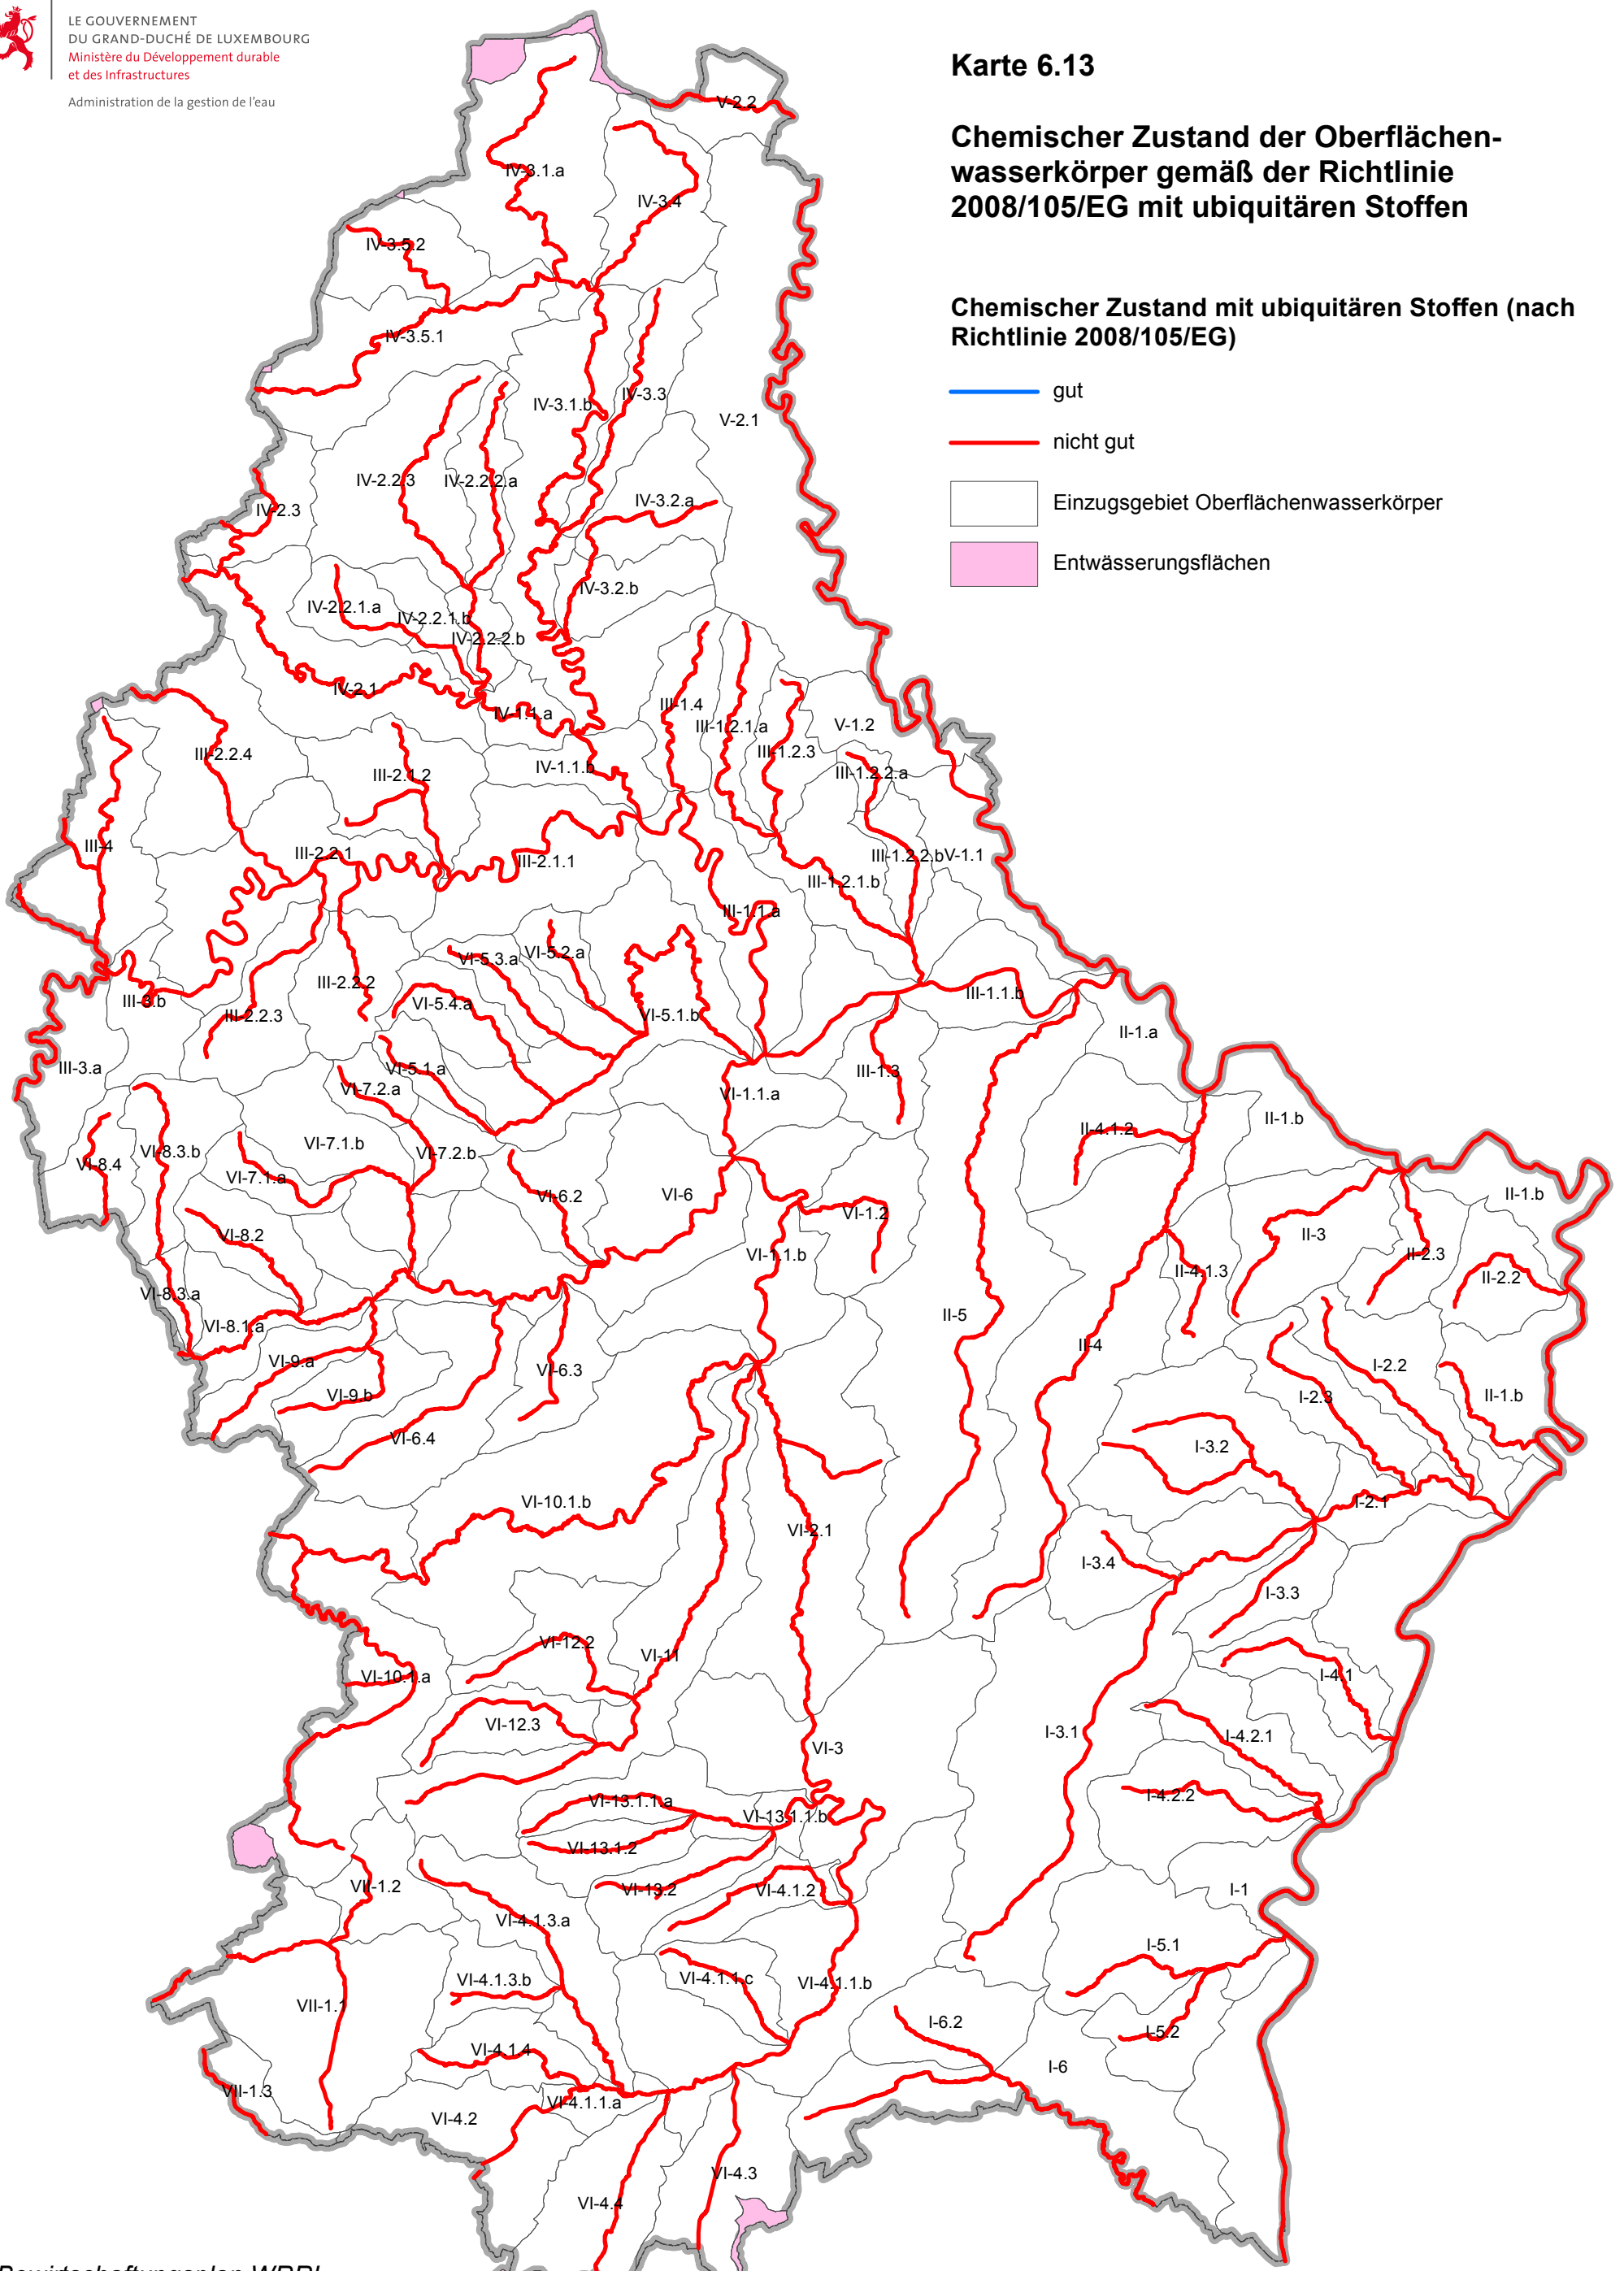 LE GOUVERNEMENT
DU GRAND-DUCHÉ DE LUXEMBOURG
Ministère du Développement durable
et des Infrastructures
Administration de la gestion de l'eau
Karte 6.13
Chemischer Zustand der Oberflächen-
wasserkörper gemäß der Richtlinie
2008/105/EG mit ubiquitären Stoffen
Chemischer Zustand mit ubiquitären Stoffen (nach
Richtlinie 2008/105/EG)
gut
nicht gut
Einzugsgebiet Oberflächenwasserkörper
Entwässerungsflächen
V-2.2
IV-3.1.a
IV-3.4
IV-3.5.2
IV-3.5.1
IV-3.1.b
IV-3.3
V-2.1
IV-2.2.3
IV-2.2.2.a
IV-3.2.a
IV-2.3
IV-3.2.b
IV-2.2.1.a
IV-2.2.1.b
IV-2.2.2.b
IV-2.1
IV-1.1.a
III-1.4
III-1.2.1.a
III-1.2.3
V-1.2
III-2.2.4
III-2.1.2
IV-1.1.b
III-1.2.2.a
III-4
III-2.2.1
III-2.1.1
III-1.2.2.b
V-1.1
III-1.2.1.b
III-1.1.a
VI-5.3.a
VI-5.2.a
III-2.2.2
III-1.1.b
III-3.b
VI-5.4.a
III-2.2.3
VI-5.1.b
II-1.a
III-3.a
VI-5.1.a
III-1.3
VI-7.2.a
VI-1.1.a
II-1.b
II-4.1.2
VI-7.1.b
VI-8.3.b
VI-7.2.b
VI-8.4
VI-7.1.a
VI-6.2
VI-6
II-1.b
VI-1.2
VI-8.2
II-3
VI-1.1.b
II-2.3
II-4.1.3
II-2.2
VI-8.3.a
II-5
VI-8.1.a
II-4
VI-9.a
VI-6.3
I-2.2
VI-9.b
I-2.3
II-1.b
VI-6.4
I-3.2
VI-10.1.b
I-2.1
VI-2.1
I-3.4
I-3.3
VI-12.2
VI-11
VI-10.1.a
I-4.1
VI-12.3
I-3.1
I-4.2.1
VI-3
I-4.2.2
VI-13.1.1.a
VI-13.1.1.b
VI-13.1.2
VII-1.2
VI-13.2
VI-4.1.2
I-1
VI-4.1.3.a
I-5.1
VI-4.1.3.b
VI-4.1.1.c
VI-4.1.1.b
VII-1.1
I-6.2
I-5.2
VI-4.1.4
I-6
VII-1.3
VI-4.1.1.a
VI-4.2
VI-4.3
VI-4.4